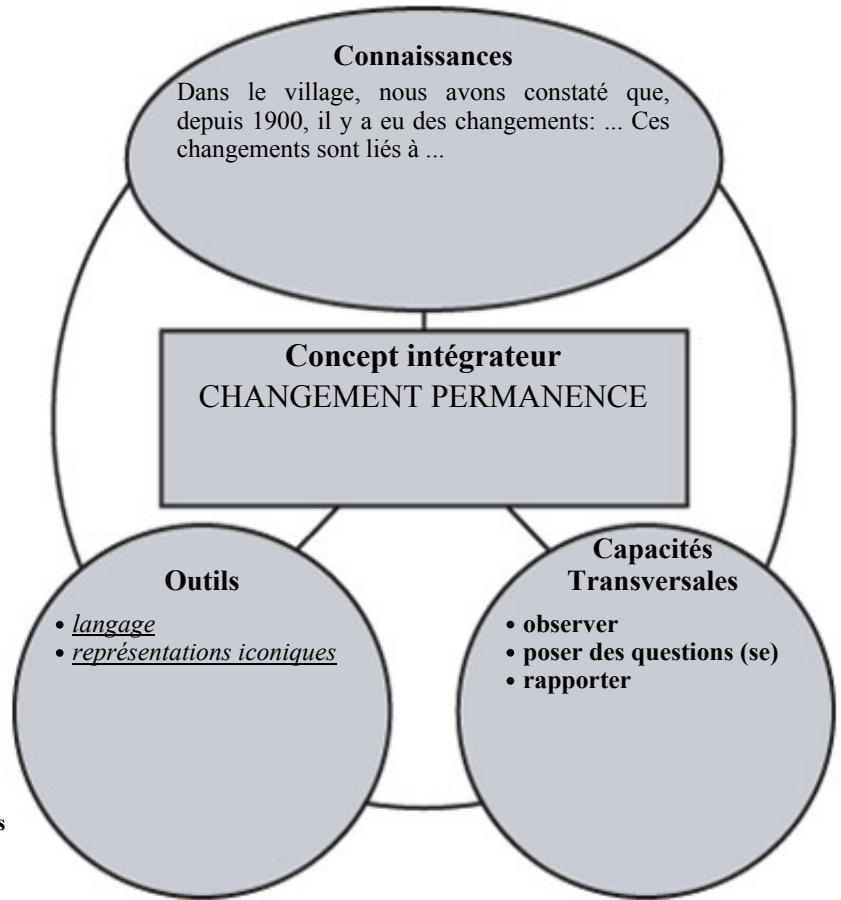 Connaissances
Dans le village, nous avons constaté que,
depuis 1900, il y a eu des changements: ... Ces
changements sont liés à ...
Concept intégrateur
CHANGEMENT PERMANENCE
Outils
• langage
• représentations iconiques
Capacités
Transversales
• observer
• poser des questions (se)
• rapporter
s